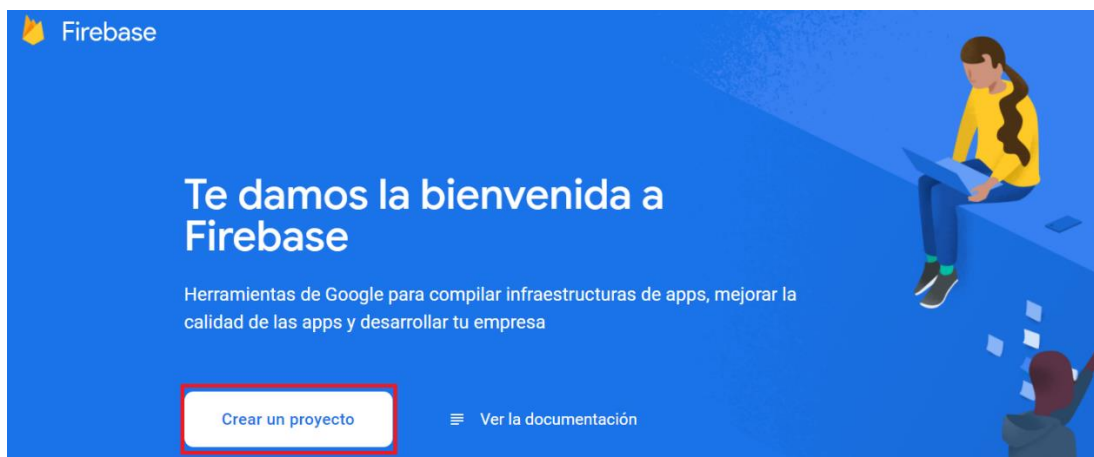 Firebase
Te damos la bienvenida a
Firebase
Herramientas de Google para compilar infraestructuras de apps, mejorar la
calidad de las apps y desarrollar tu empresa
Crear un proyecto
Ver la documentación